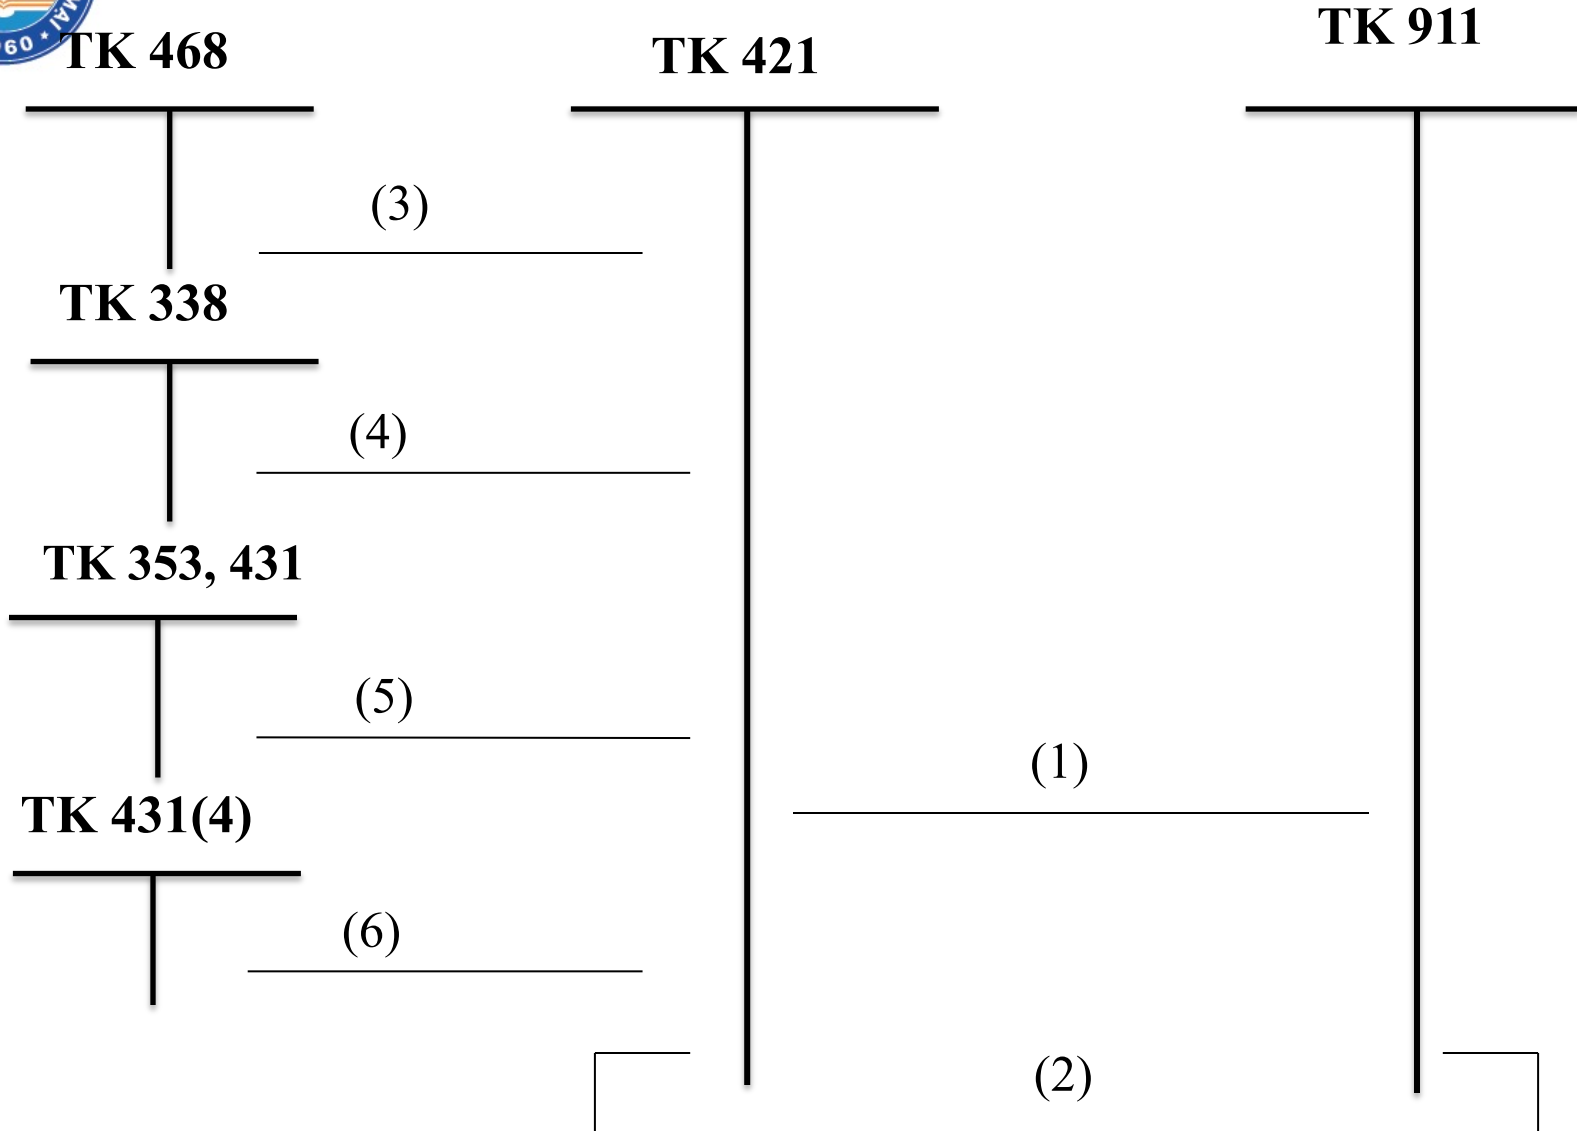 MẠI
TK 468
TK 421
TK 911
(3)
TK 338
(4)
TK 353, 431
(5)
(1)
TK 431(4)
(6)
(2)